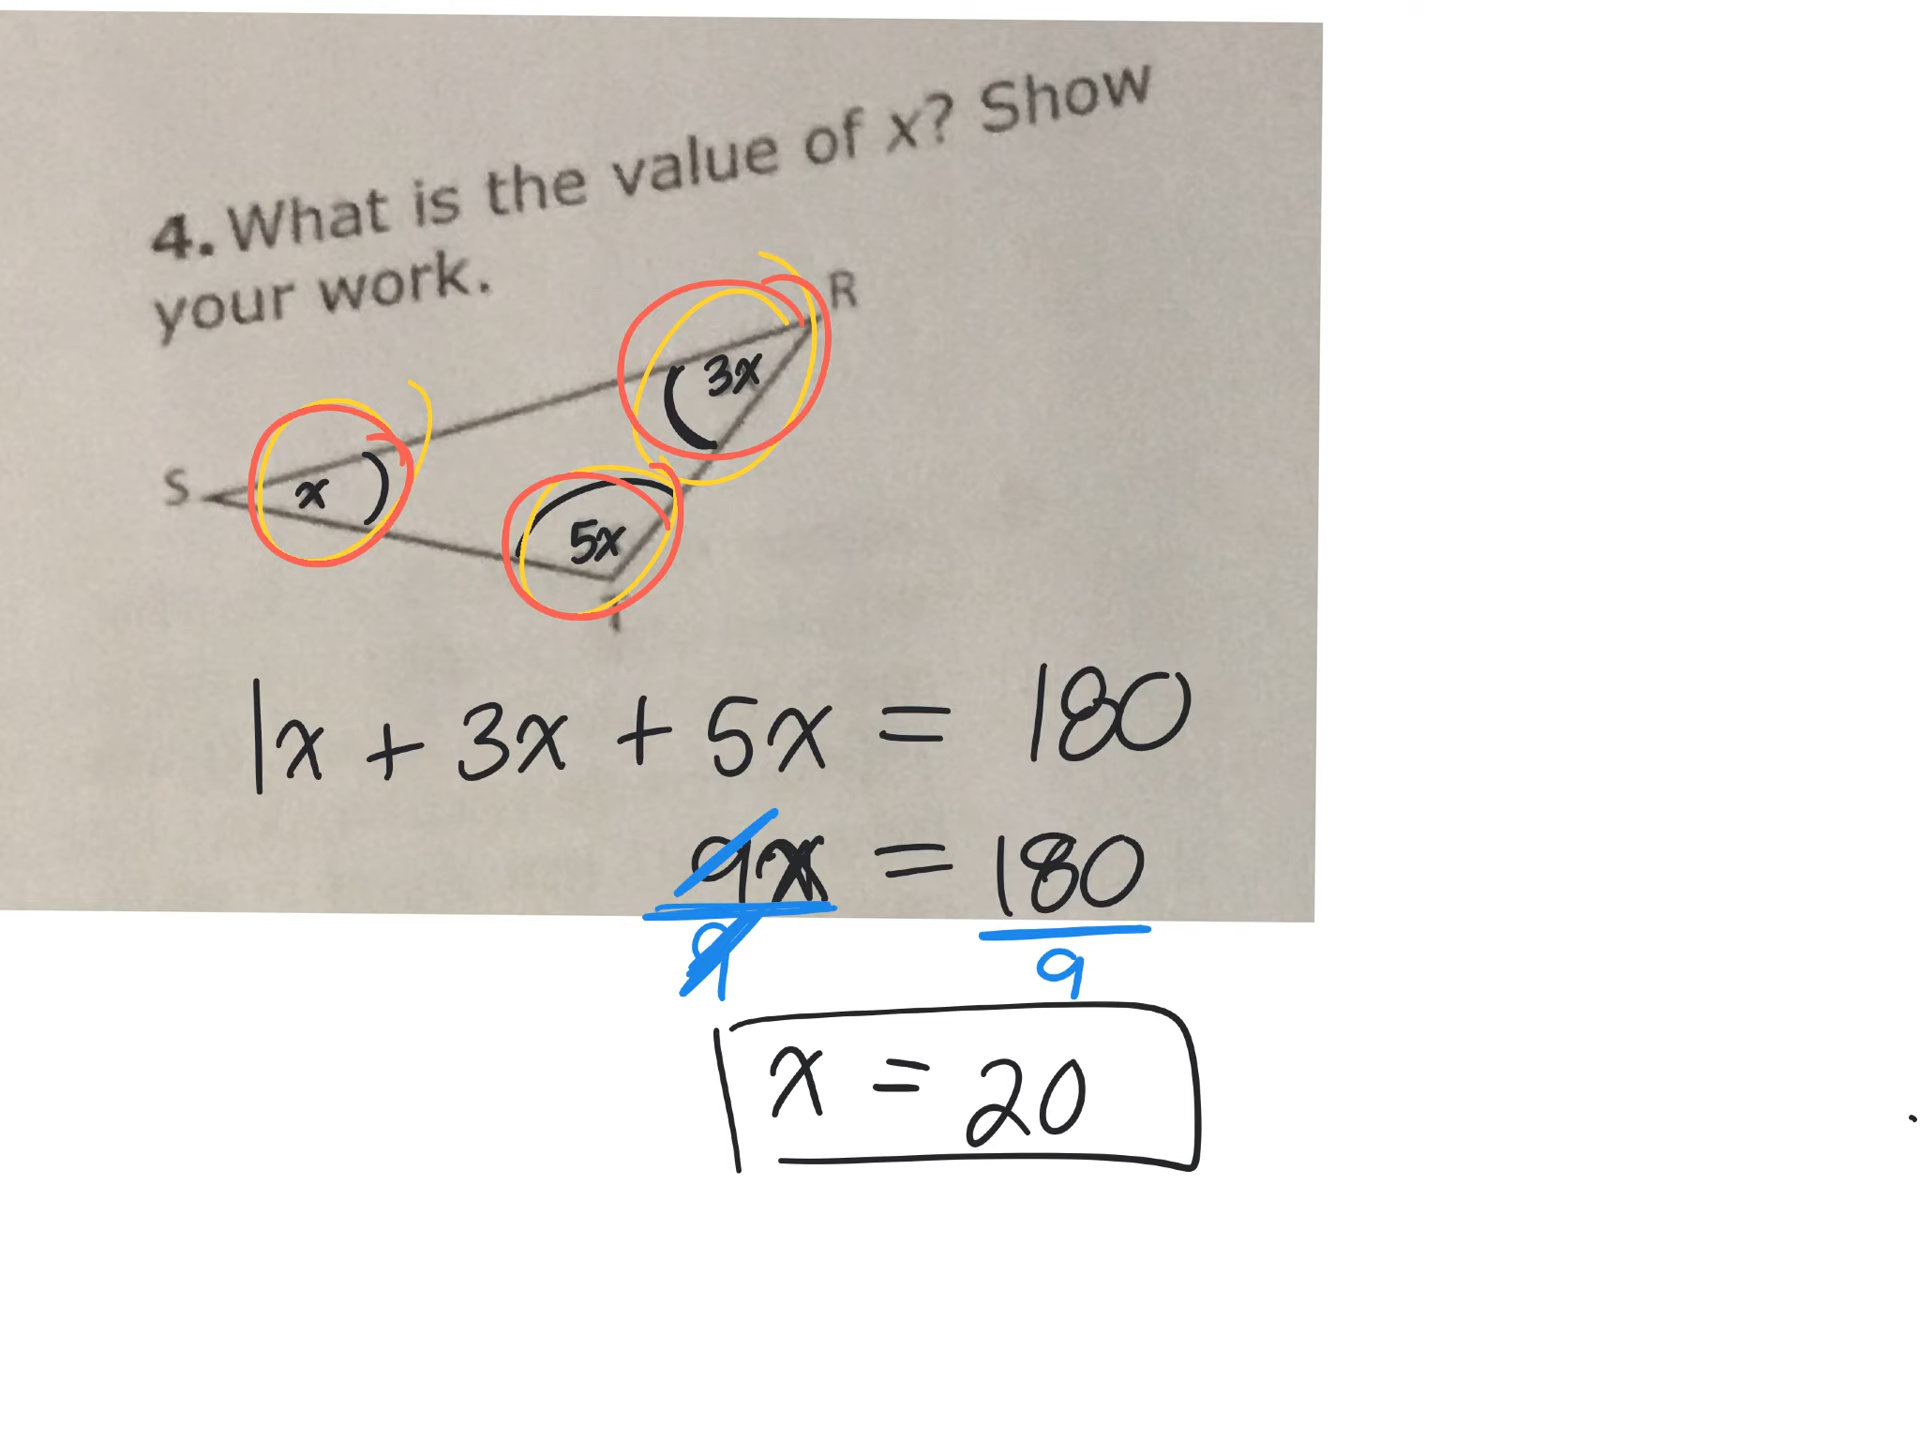 4. What is the value of x? Show
your work.
R
3x
S
x
5x
T
1x + 3x + 5x = 180
9x = 180
9 9
x = 20